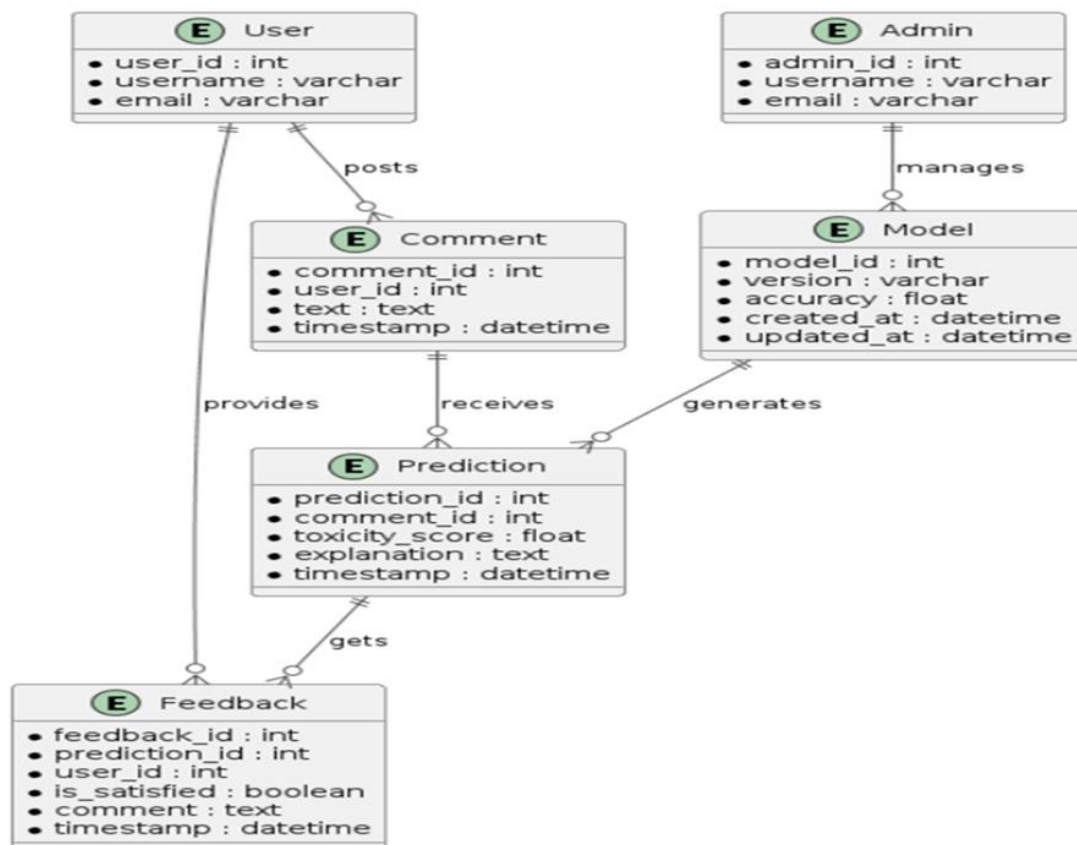 E User
user_id : int
username : varchar
email : varchar
E Admin
admin_id : int
username : varchar
email : varchar
posts
manages
E Comment
comment_id : int
user_id : int
text : text
timestamp : datetime
E Model
model_id : int
version : varchar
accuracy : float
created_at : datetime
updated_at : datetime
provides
receives
generates
E Prediction
prediction_id : int
comment_id : int
toxicity_score : float
explanation : text
timestamp : datetime
gets
E Feedback
feedback_id : int
prediction_id : int
user_id : int
is_satisfied : boolean
comment : text
timestamp : datetime